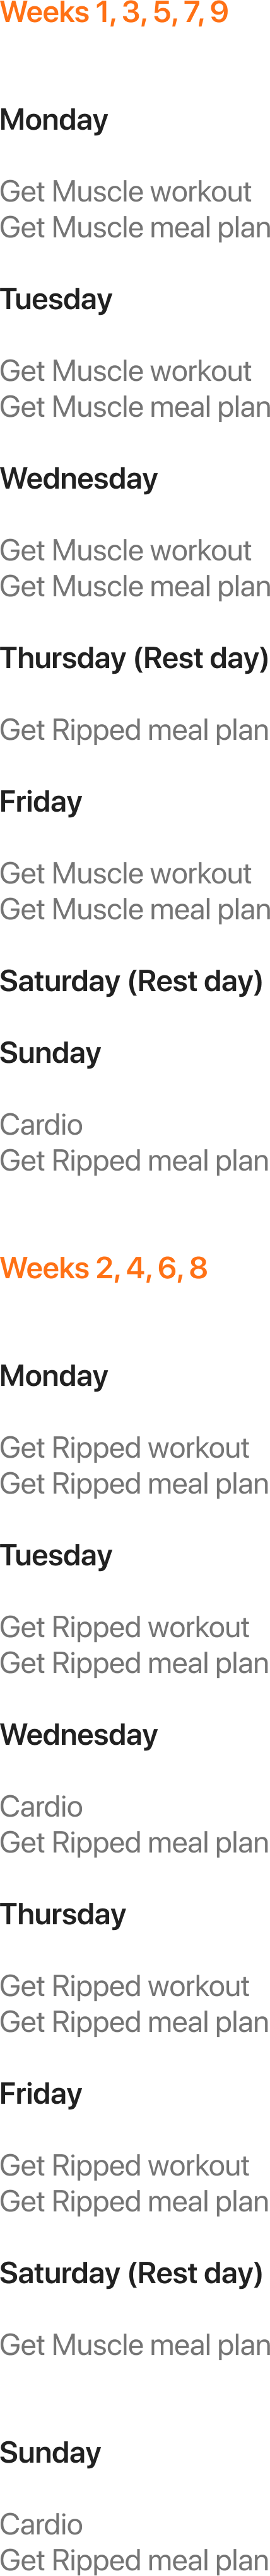 Weeks 1, 3, 5, 7, 9
Monday
Get Muscle workout
Get Muscle meal plan
Tuesday
Get Muscle workout
Get Muscle meal plan
Wednesday
Get Muscle workout
Get Muscle meal plan
Thursday (Rest day)
Get Ripped meal plan
Friday
Get Muscle workout
Get Muscle meal plan
Saturday (Rest day)
Sunday
Cardio
Get Ripped meal plan
Weeks 2, 4, 6, 8
Monday
Get Ripped workout
Get Ripped meal plan
Tuesday
Get Ripped workout
Get Ripped meal plan
Wednesday
Cardio
Get Ripped meal plan
Thursday
Get Ripped workout
Get Ripped meal plan
Friday
Get Ripped workout
Get Ripped meal plan
Saturday (Rest day)
Get Muscle meal plan
Sunday
Cardio
Get Ripped meal plan